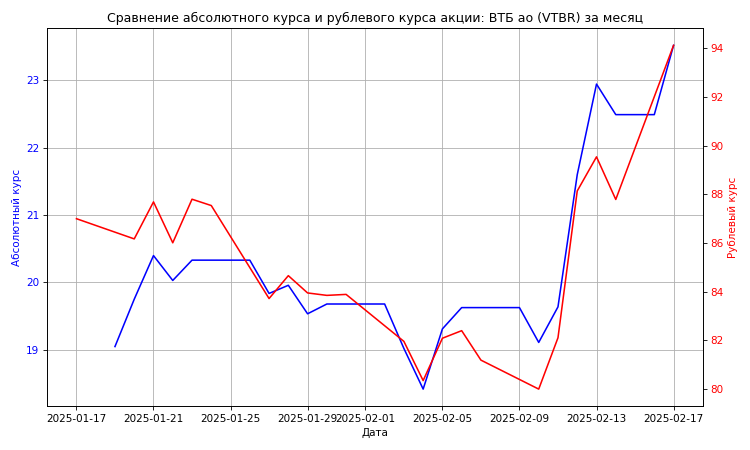 Сравнение абсолютного курса и рублевого курса акции: ВТБ ао (VTBR) за месяц
Абсолютный курс
23
22
21
20
19
94
92
90
88
86
84
82
80
Рублевый курс
2025-01-17 2025-01-21 2025-01-25 2025-01-29 2025-02-01 2025-02-05 2025-02-09 2025-02-13 2025-02-17
Дата